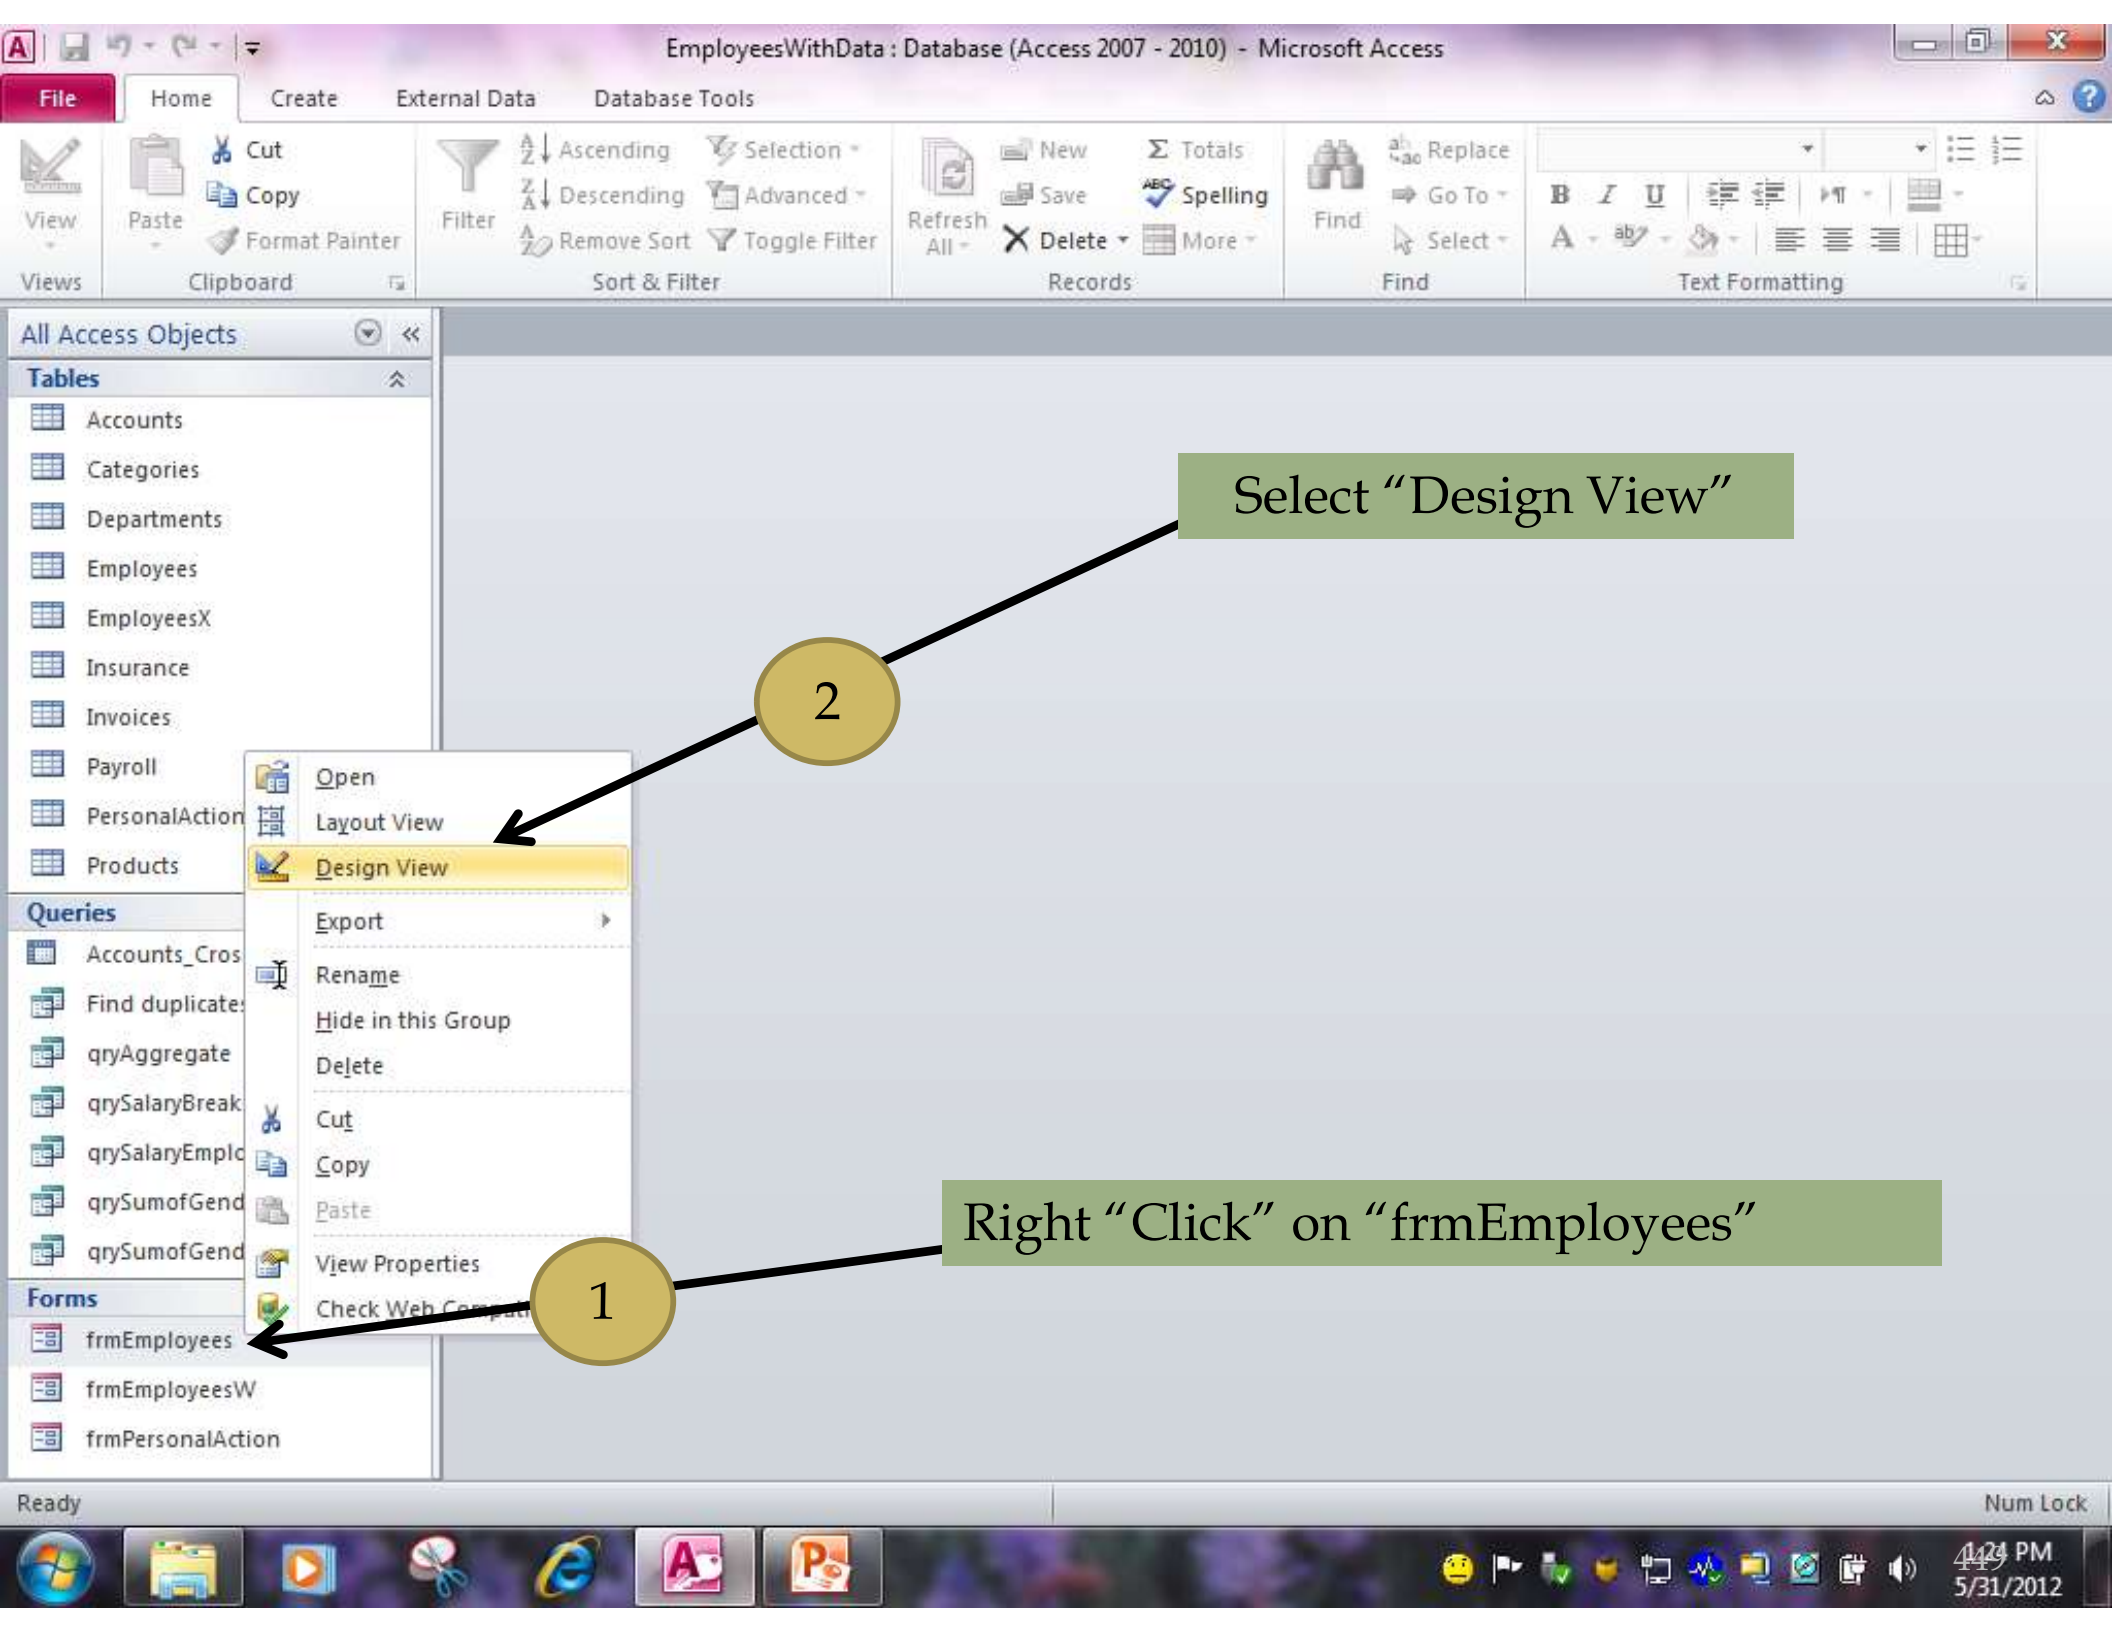 EmployeesWithData : Database (Access 2007 - 2010) - Microsoft Access
File Home Create External Data Database Tools
Cut Ascending Selection New Σ Totals Replace
Copy Descending Advanced Save Spelling Go To B I U
View Paste Format Painter Filter Remove Sort Toggle Filter Refresh All Delete More Find Select A
Views Clipboard Sort & Filter Records Find Text Formatting
All Access Objects
Tables
Accounts
Categories
Select “Design View”
Departments
Employees
EmployeesX
Insurance
2
Invoices
Payroll
PersonalAction
Products
Open
Layout View
Design View
Export
Rename
Hide in this Group
Delete
Cut
Copy
Paste
View Properties
Check Web
Queries
Accounts_Cros
Find duplicates
qryAggregate
qrySalaryBreak
qrySalaryEmplo
qrySumofGend
qrySumofGend
Right “Click” on “frmEmployees”
1
Forms
frmEmployees
frmEmployeesW
frmPersonalAction
Ready Num Lock
449
PM
5/31/2012